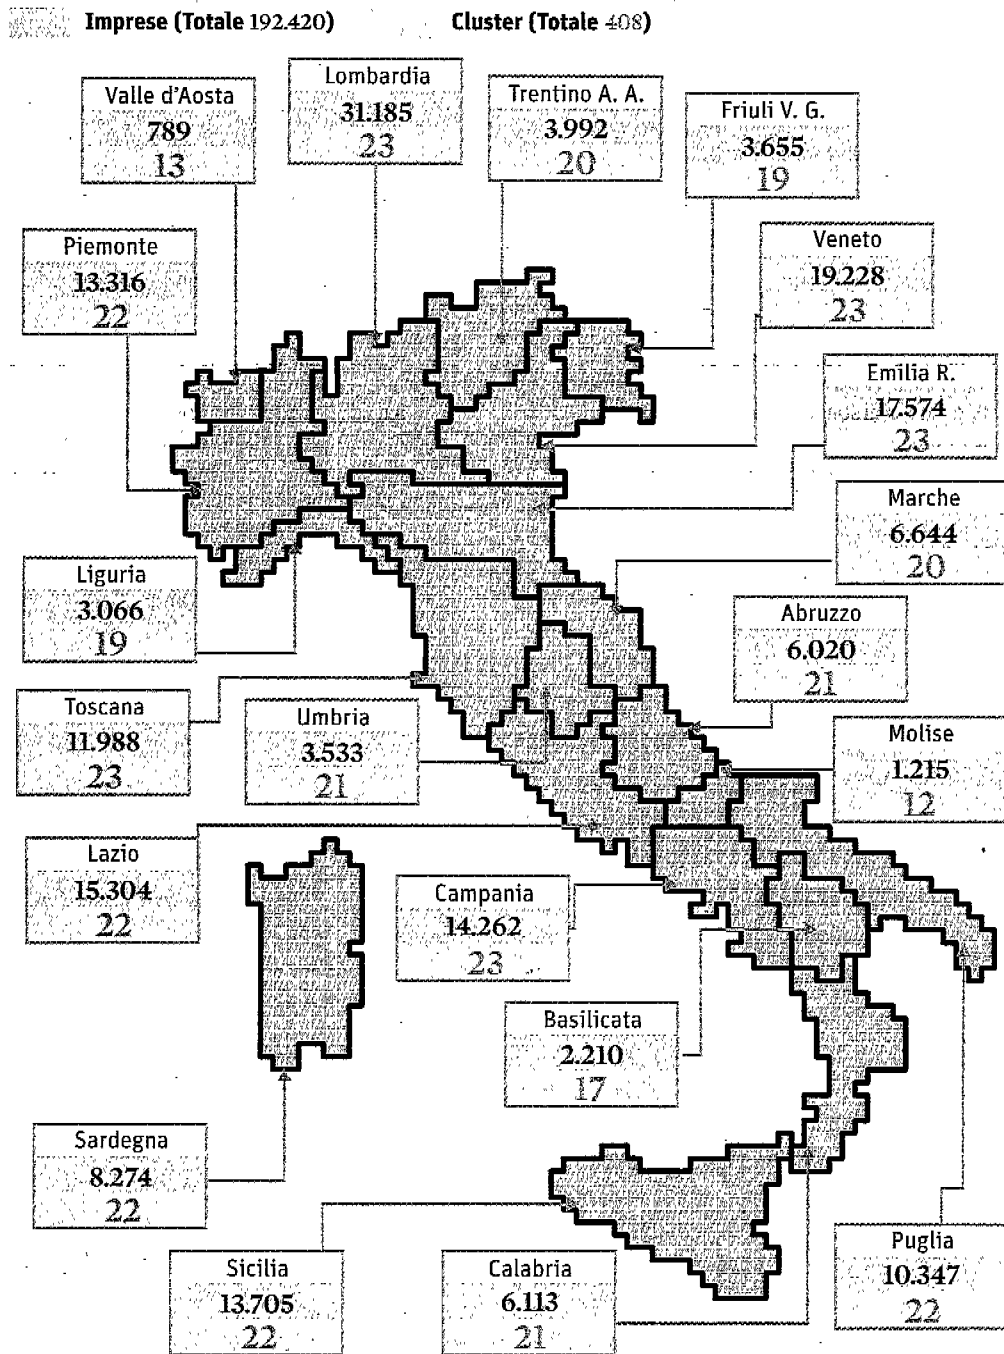 Imprese (Totale 192.420) Cluster (Totale 408)
Valle d'Aosta
789
13
Lombardia
31.185
23
Trentino A. A.
3.992
20
Friuli V. G.
3.655
19
Piemonte
13.316
22
Veneto
19.228
23
Emilia R.
17.574
23
Marche
6.644
20
Liguria
3.066
19
Abruzzo
6.020
21
Toscana
11.988
23
Umbria
3.533
21
Molise
1.215
12
Lazio
15.304
22
Campania
14.262
23
Basilicata
2.210
17
Sardegna
8.274
22
Sicilia
13.705
22
Calabria
6.113
21
Puglia
10.347
22